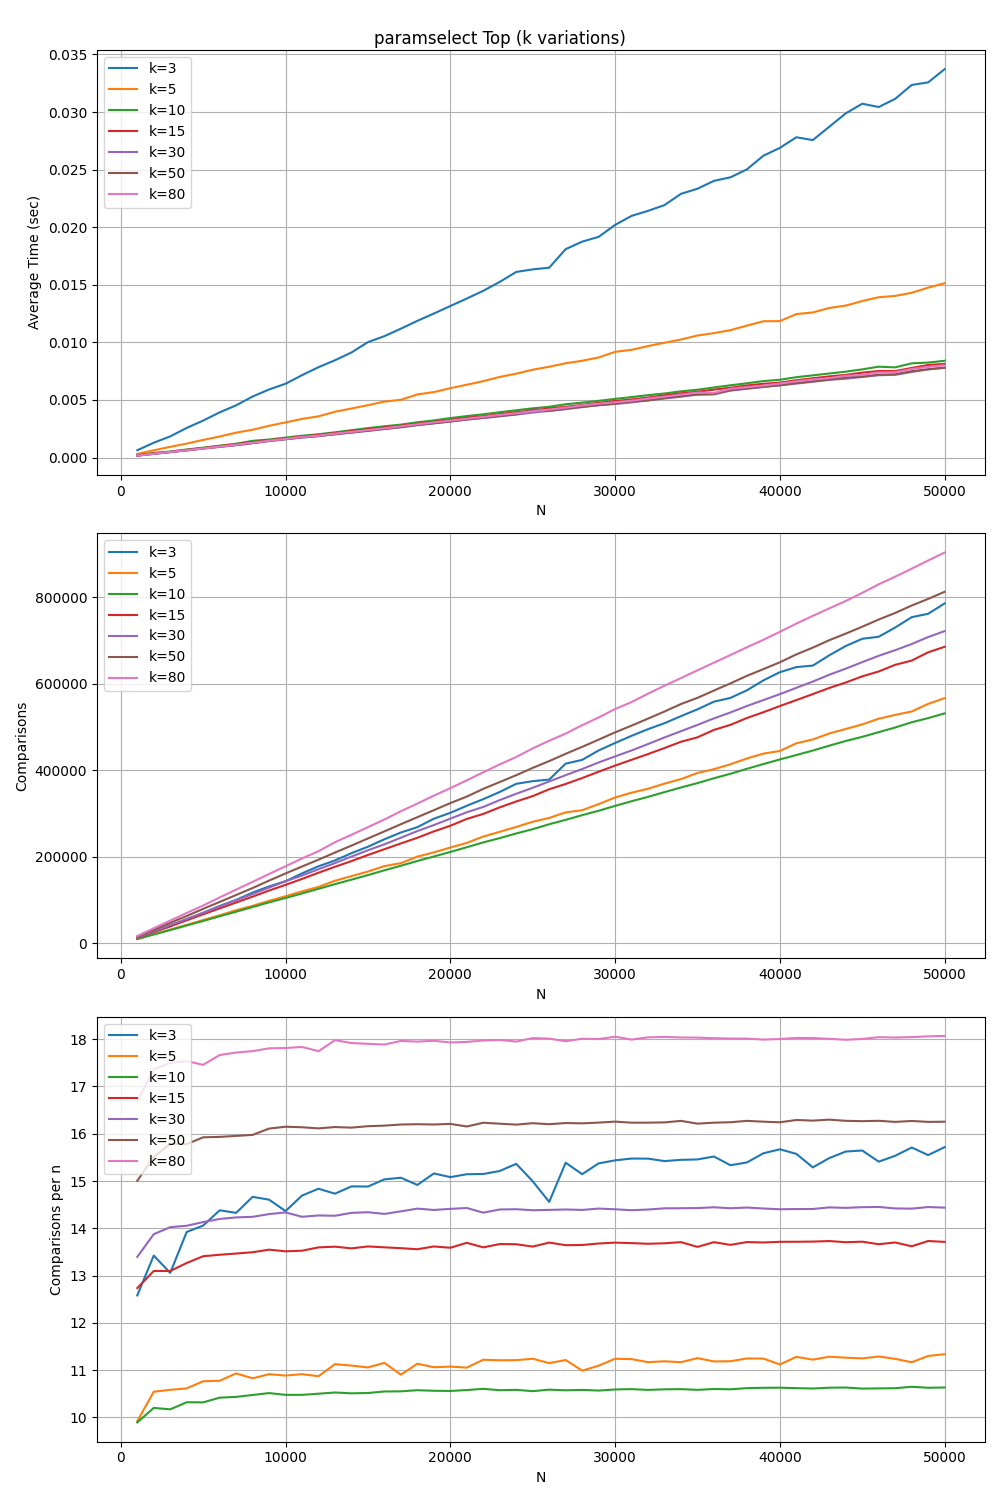 paramselect Top (k variations)
0.035
0.030
0.025
0.020
0.015
0.010
0.005
0.000
Average Time (sec)
k=3
k=5
k=10
k=15
k=30
k=50
k=80
0 10000 20000 30000 40000 50000
N
800000
600000
400000
200000
0
Comparisons
k=3
k=5
k=10
k=15
k=30
k=50
k=80
0 10000 20000 30000 40000 50000
N
18
17
16
15
14
13
12
11
10
Comparisons per n
k=3
k=5
k=10
k=15
k=30
k=50
k=80
0 10000 20000 30000 40000 50000
N